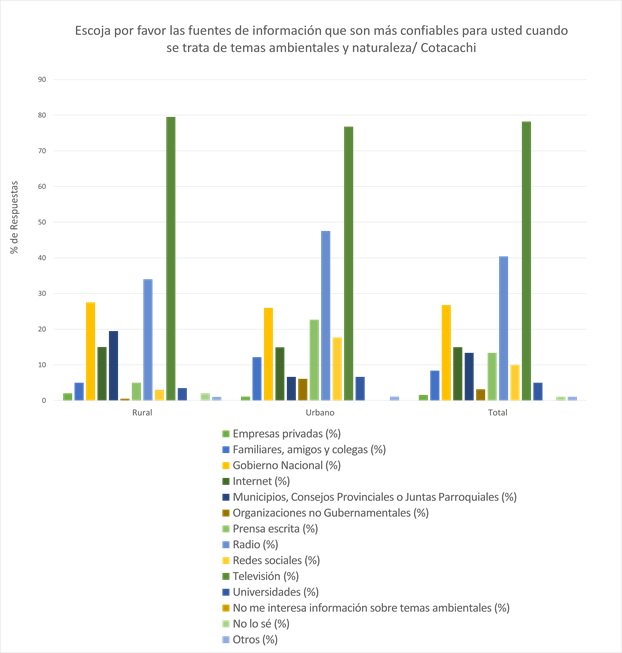 Escoja por favor las fuentes de información que son más confiables para usted cuando
se trata de temas ambientales y naturaleza/ Cotacachi
% de Respuestas
90
80
70
60
50
40
30
20
10
0
Rural
Urbano
Total
Empresas privadas (%)
Familiares, amigos y colegas (%)
Gobierno Nacional (%)
Internet (%)
Municipios, Consejos Provinciales o Juntas Parroquiales (%)
Organizaciones no Gubernamentales (%)
Prensa escrita (%)
Radio (%)
Redes sociales (%)
Televisión (%)
Universidades (%)
No me interesa información sobre temas ambientales (%)
No lo sé (%)
Otros (%)